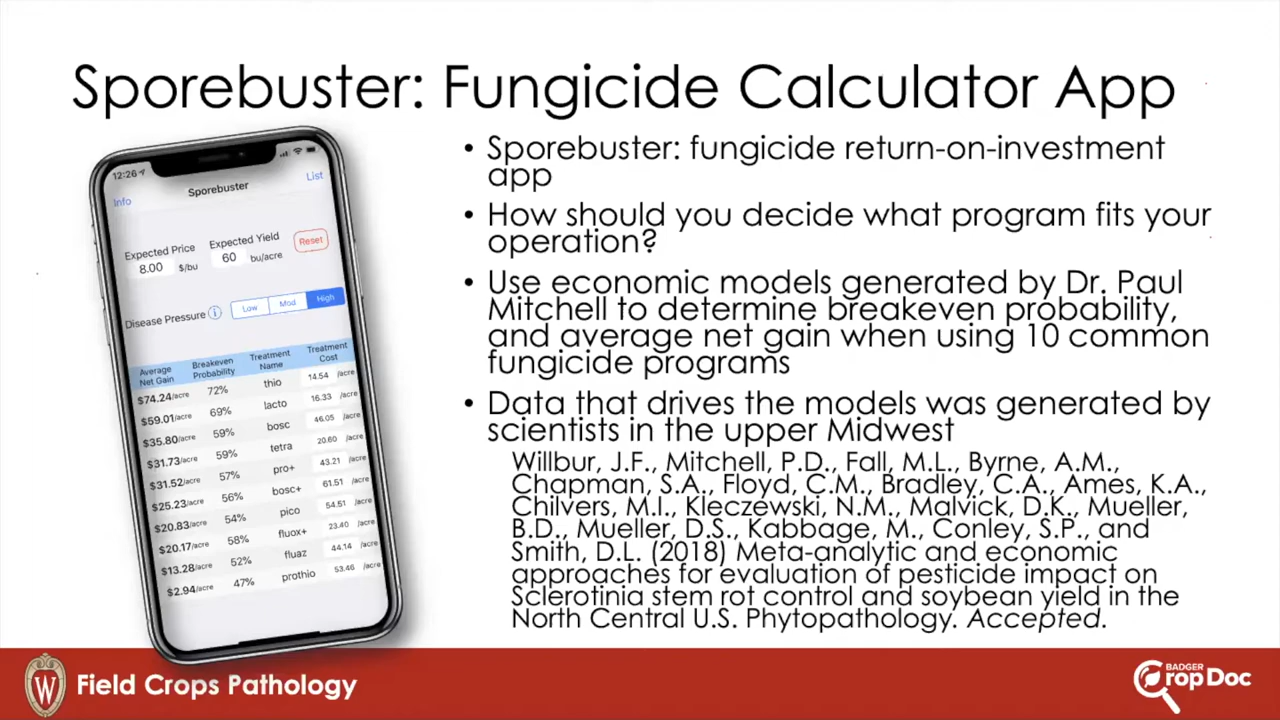 Sporebuster: Fungicide Calculator App
12:26
Info
Sporebuster
List
Expected Price
8.00 $/bu
Expected Yield
60 bu/acre
Reset
Disease Pressure
Low Mod High
Average Net Gain Breakeven Probability Treatment Name Treatment Cost
$74.24/acre 72% thio 14.54 /acre
$59.01/acre 69% lacto 16.33 /acre
$35.80/acre 59% bosc 46.05 /acre
$31.73/acre 59% tetra 20.60 /acre
$31.52/acre 57% pro+ 43.21 /acre
$25.23/acre 56% bosc+ 61.51 /acre
$20.83/acre 54% pico 54.51 /acre
$20.17/acre 58% fluox+ 23.40 /acre
$13.28/acre 52% fluaz 44.14 /acre
$2.94/acre 47% prothio 53.46 /acre
• Sporebuster: fungicide return-on-investment
app
• How should you decide what program fits your
operation?
• Use economic models generated by Dr. Paul
Mitchell to determine breakeven probability,
and average net gain when using 10 common
fungicide programs
• Data that drives the models was generated by
scientists in the upper Midwest
Willbur, J.F., Mitchell, P.D., Fall, M.L., Byrne, A.M.,
Chapman, S.A., Floyd, C.M., Bradley, C.A., Ames, K.A.,
Chilvers, M.I., Kleczewski, N.M., Malvick, D.K., Mueller,
B.D., Mueller, D.S., Kabbage, M., Conley, S.P., and
Smith, D.L. (2018) Meta-analytic and economic
approaches for evaluation of pesticide impact on
Sclerotinia stem rot control and soybean yield in the
North Central U.S. Phytopathology. Accepted.
W
Field Crops Pathology
BADGER
Crop Doc